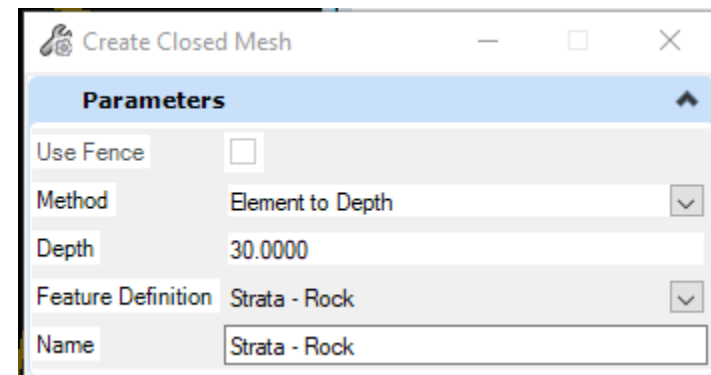 Create Closed Mesh
Parameters
Use Fence
Method Element to Depth
Depth 30.0000
Feature Definition Strata - Rock
Name Strata - Rock